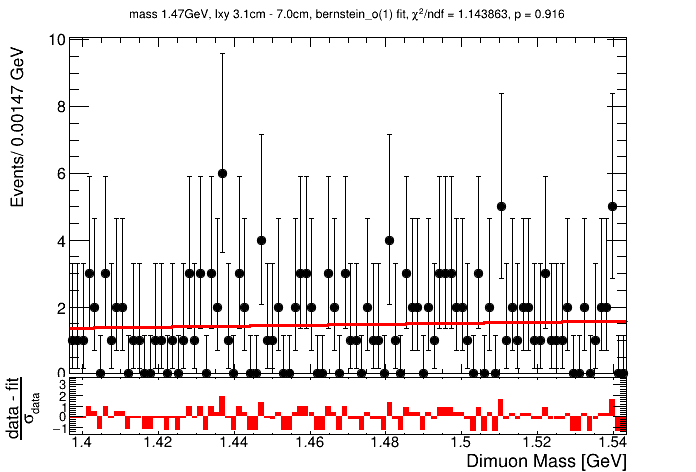 mass 1.47GeV, lxy 3.1cm - 7.0cm, bernstein_o(1) fit, χ²/ndf = 1.143863, p = 0.916
Events/ 0.00147 GeV
10
8
6
4
2
0
data - fit
σdata
3
2
1
0
−1
1.4 1.42 1.44 1.46 1.48 1.5 1.52 1.54
Dimuon Mass [GeV]